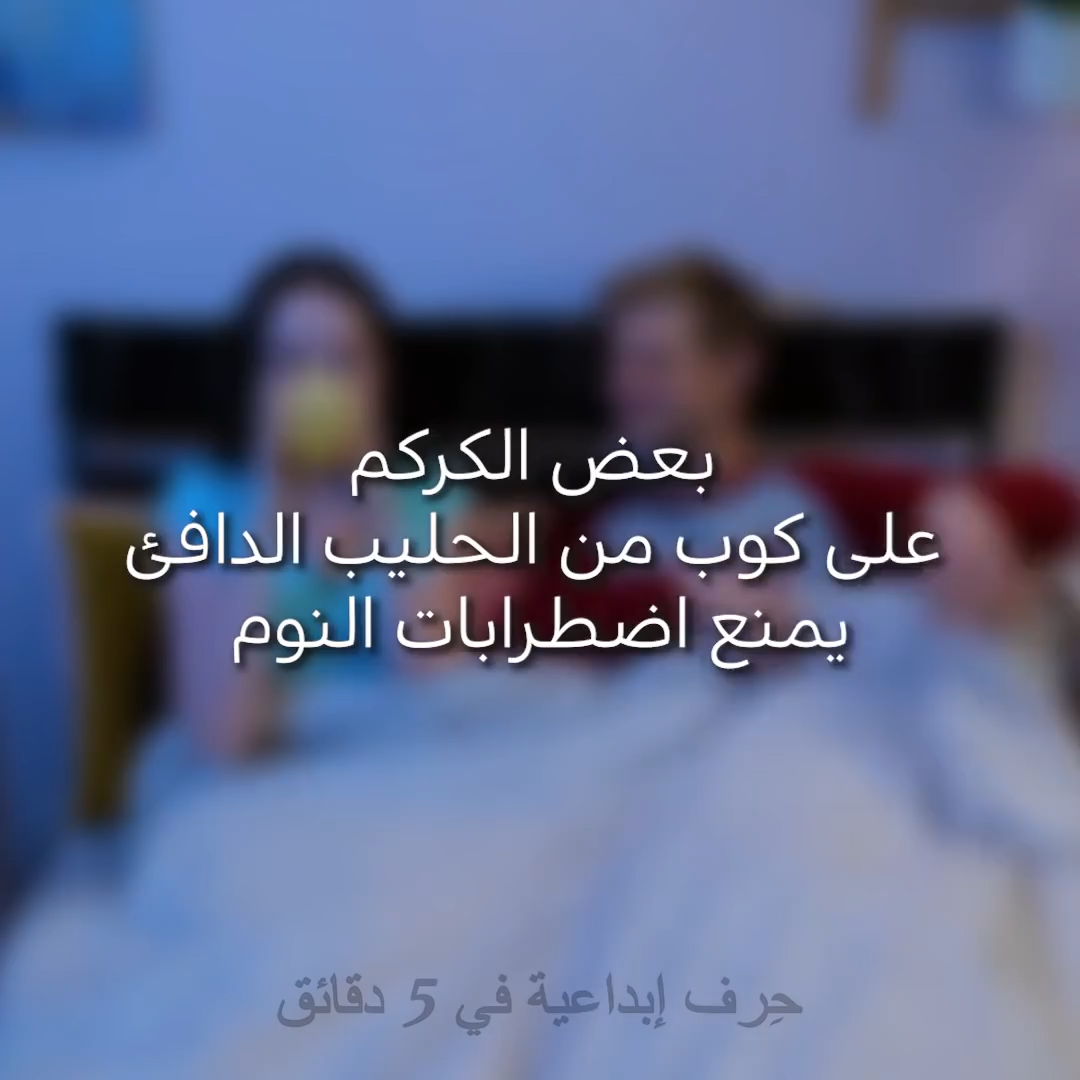 بعض الكركم
على كوب من الحليب الدافئ
يمنع اضطرابات النوم
حِرف إبداعية في 5 دقائق